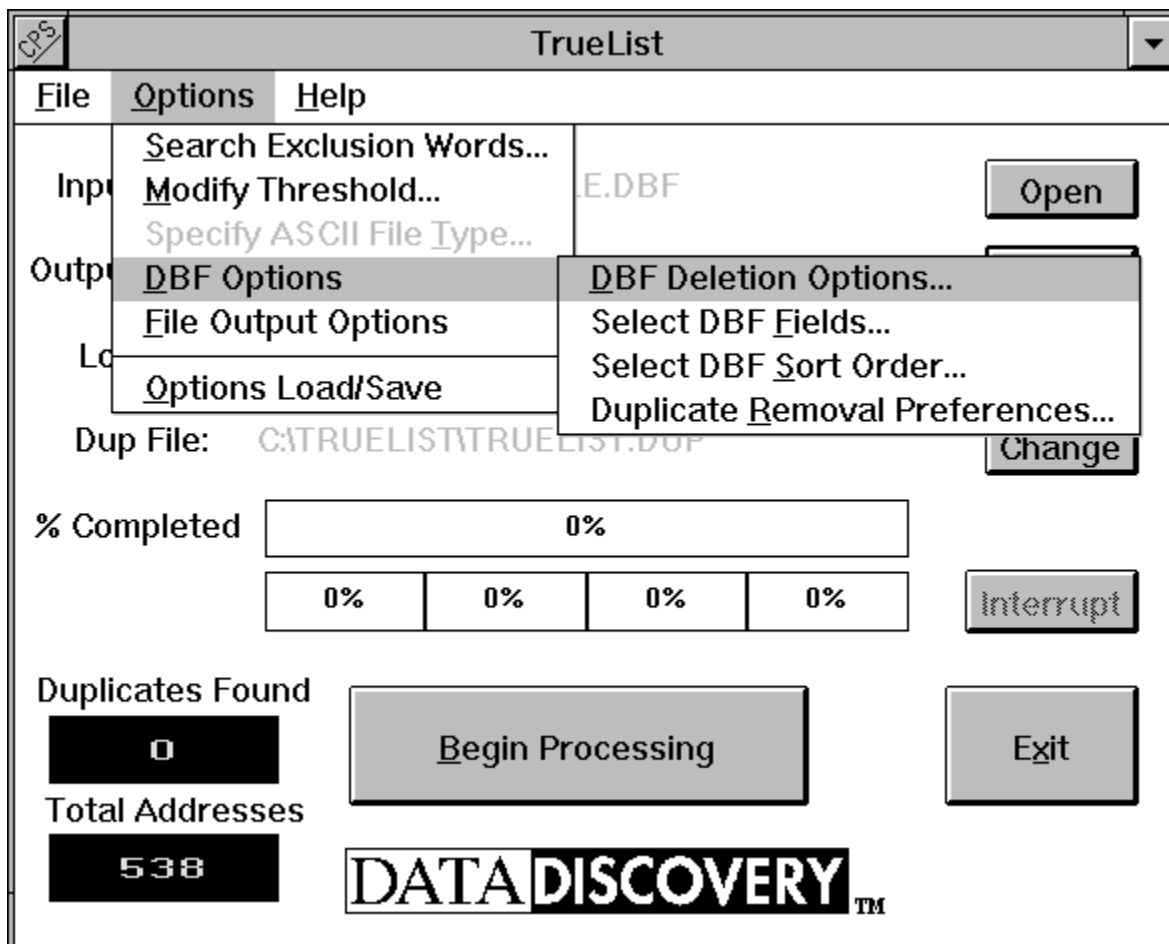 CPS
TrueList
File Options Help
Search Exclusion Words...
Modify Threshold...
Specify ASCII File Type...
DBF Options
File Output Options
Options Load/Save
DBF Deletion Options...
Select DBF Fields...
Select DBF Sort Order...
Duplicate Removal Preferences...
Inpu E.DBF Open
Outpu
Lo
Dup File: C:\TRUELIST\TRUELIST.DUP Change
% Completed 0%
0% 0% 0% 0% Interrupt
Duplicates Found
0
Begin Processing Exit
Total Addresses
538
DATA DISCOVERY TM